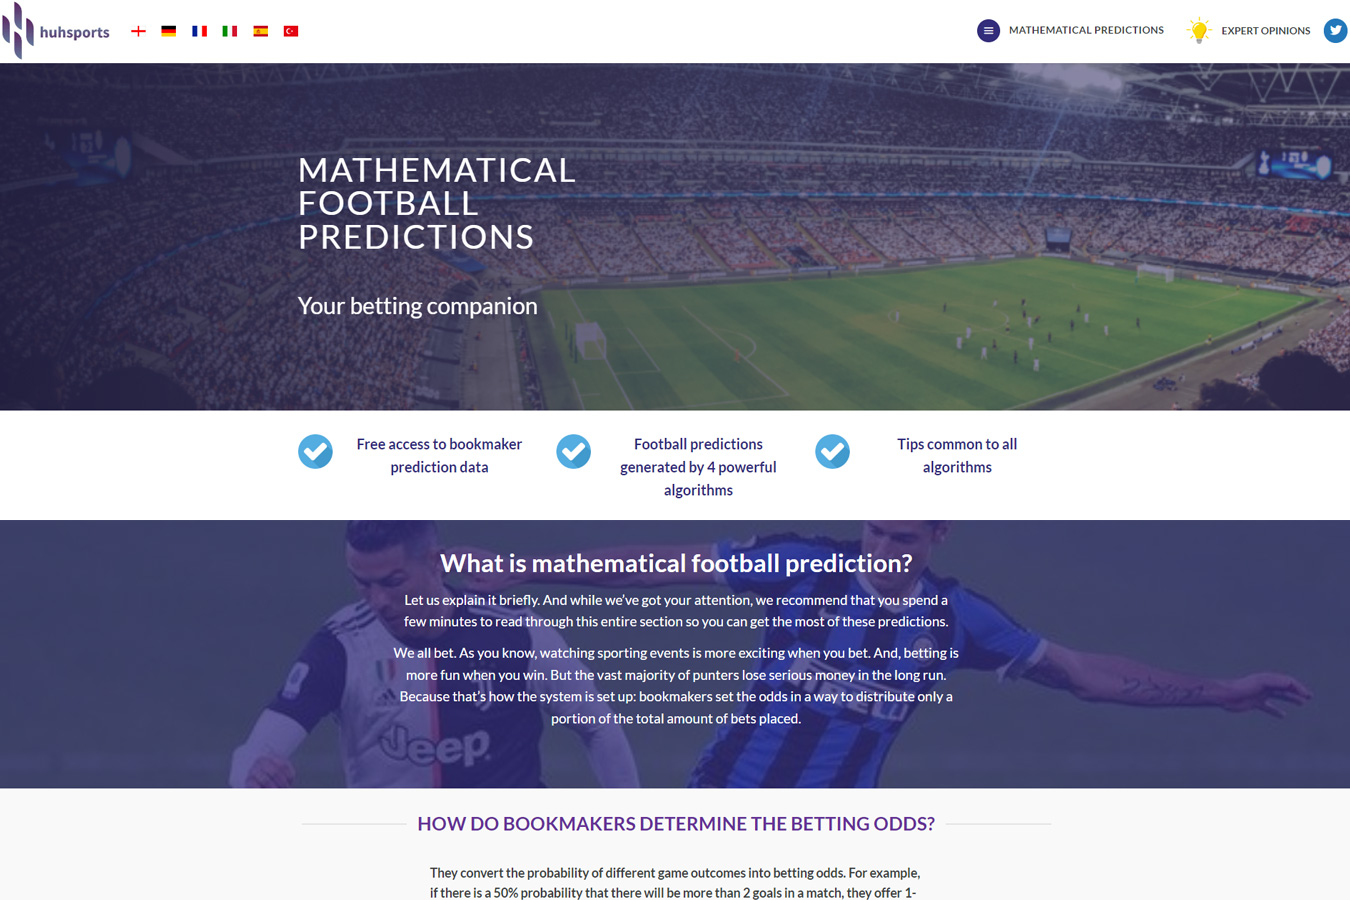 huhsports
MATHEMATICAL PREDICTIONS
EXPERT OPINIONS
MATHEMATICAL
FOOTBALL
PREDICTIONS
Your betting companion
Free access to bookmaker
prediction data
Football predictions
generated by 4 powerful
algorithms
Tips common to all
algorithms
What is mathematical football prediction?
Let us explain it briefly. And while we've got your attention, we recommend that you spend a
few minutes to read through this entire section so you can get the most of these predictions.
We all bet. As you know, watching sporting events is more exciting when you bet. And, betting is
more fun when you win. But the vast majority of punters lose serious money in the long run.
Because that's how the system is set up: bookmakers set the odds in a way to distribute only a
portion of the total amount of bets placed.
Jeep
IRELLI
HOW DO BOOKMAKERS DETERMINE THE BETTING ODDS?
They convert the probability of different game outcomes into betting odds. For example,
if there is a 50% probability that there will be more than 2 goals in a match, they offer 1-